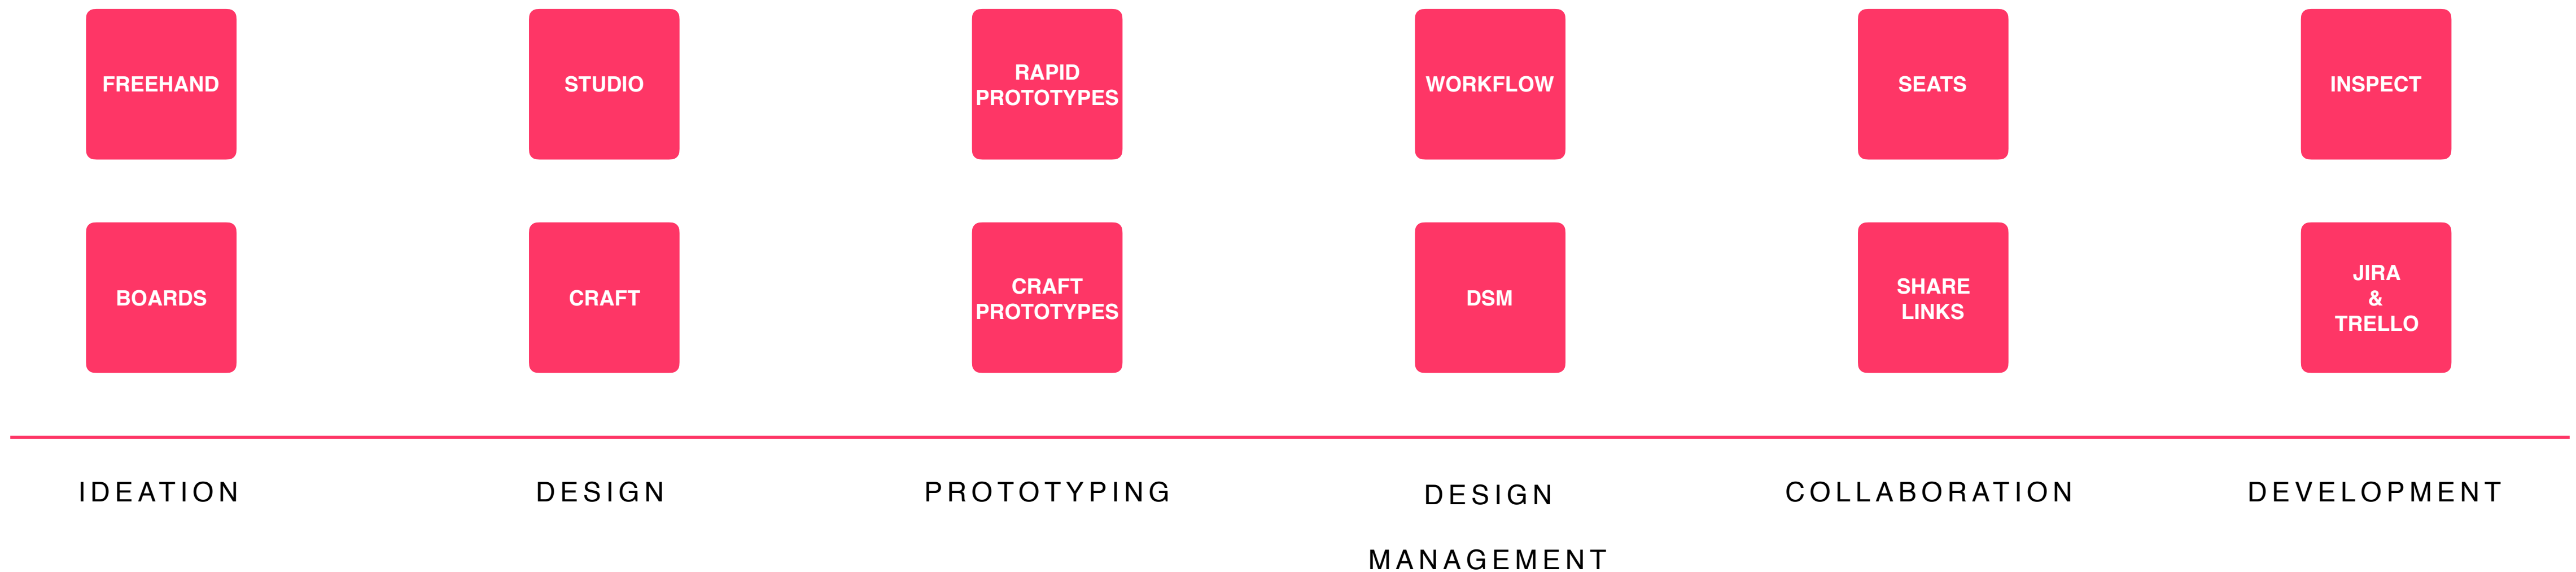 FREEHAND
STUDIO
RAPID
PROTOTYPES
WORKFLOW
SEATS
INSPECT
BOARDS
CRAFT
CRAFT
PROTOTYPES
DSM
SHARE
LINKS
JIRA
&
TRELLO
IDEATION
DESIGN
PROTOTYPING
DESIGN
MANAGEMENT
COLLABORATION
DEVELOPMENT